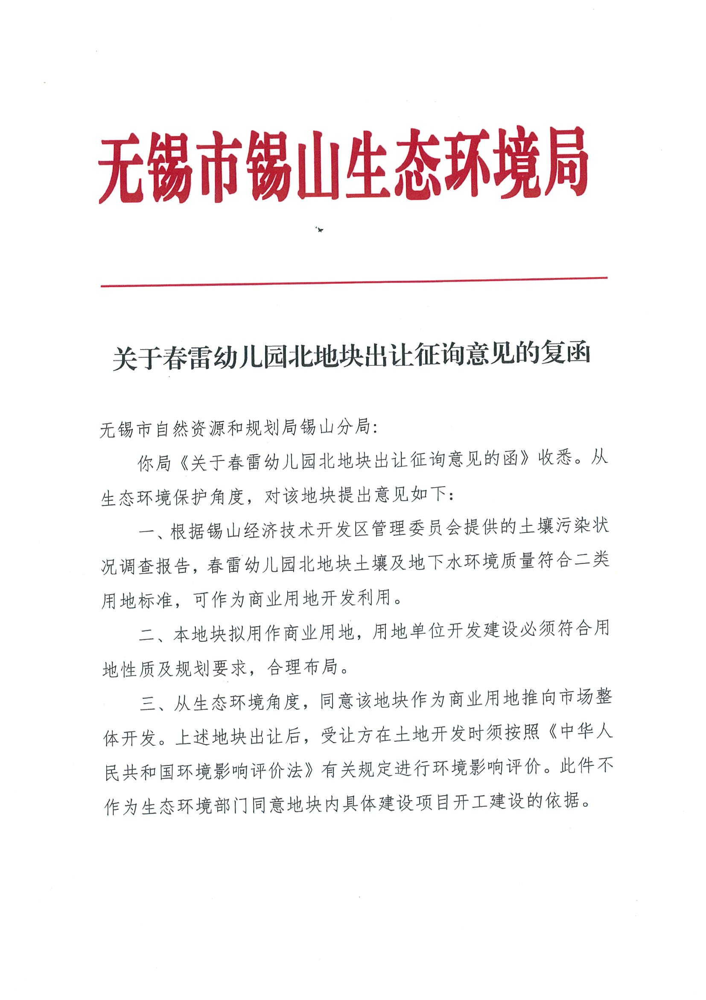 无锡市锡山生态环境局
关于春雷幼儿园北地块出让征询意见的复函
无锡市自然资源和规划局锡山分局：
你局《关于春雷幼儿园北地块出让征询意见的函》收悉。从
生态环境保护角度，对该地块提出意见如下：
一、根据锡山经济技术开发区管理委员会提供的土壤污染状
况调查报告，春雷幼儿园北地块土壤及地下水环境质量符合二类
用地标准，可作为商业用地开发利用。
二、本地块拟用作商业用地，用地单位开发建设必须符合用
地性质及规划要求，合理布局。
三、从生态环境角度，同意该地块作为商业用地推向市场整
体开发。上述地块出让后，受让方在土地开发时须按照《中华人
民共和国环境影响评价法》有关规定进行环境影响评价。此件不
作为生态环境部门同意地块内具体建设项目开工建设的依据。